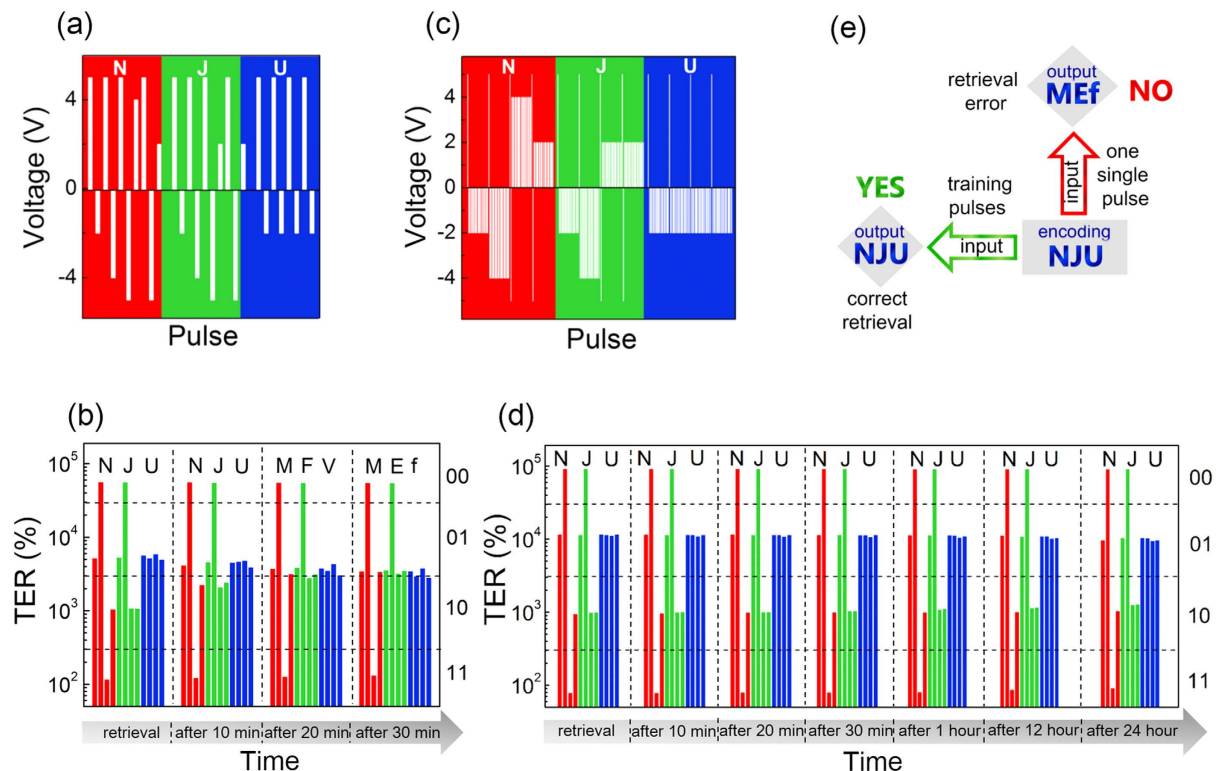 (a)
N J U
Voltage (V)
4
0
-4
Pulse
(c)
N J U
Voltage (V)
4
2
0
-2
-4
Pulse
(e)
retrieval
error
output
MEf
NO
input
one
single
pulse
YES
training
pulses
output
NJU
input
encoding
NJU
correct
retrieval
(b)
TER (%)
10⁵
10⁴
10³
10²
N J U N J U M F V M E f
00
01
10
11
retrieval after 10 min after 20 min after 30 min
Time
(d)
TER (%)
10⁵
10⁴
10³
10²
N J U N J U N J U N J U N J U N J U N J U
00
01
10
11
retrieval after 10 min after 20 min after 30 min after 1 hour after 12 hour after 24 hour
Time